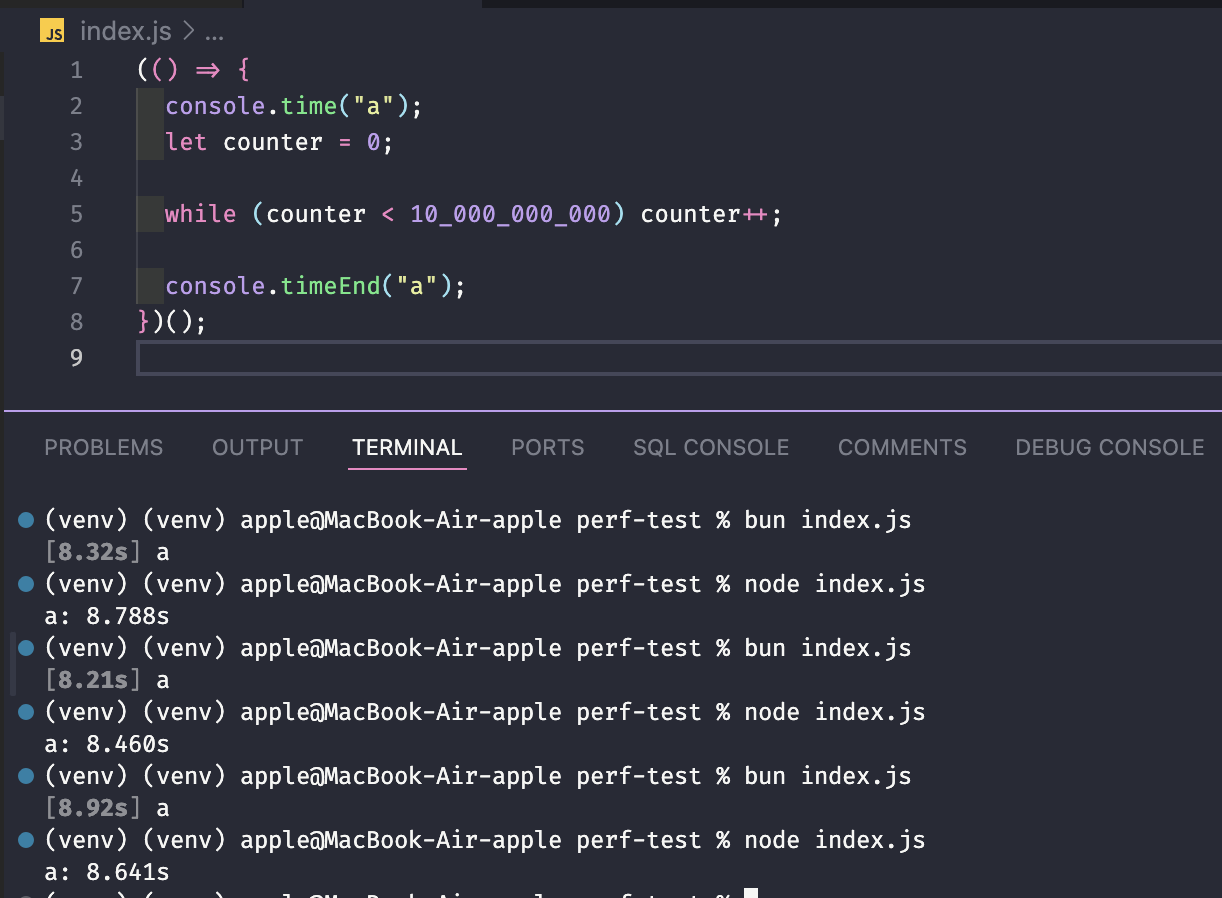 JS index.js > ...
1 (() => {
2 console.time("a");
3 let counter = 0;
4
5 while (counter < 10_000_000_000) counter++;
6
7 console.timeEnd("a");
8 })();
9
PROBLEMS OUTPUT TERMINAL PORTS SQL CONSOLE COMMENTS DEBUG CONSOLE
(venv) (venv) apple@MacBook-Air-apple perf-test % bun index.js
[8.32s] a
(venv) (venv) apple@MacBook-Air-apple perf-test % node index.js
a: 8.788s
(venv) (venv) apple@MacBook-Air-apple perf-test % bun index.js
[8.21s] a
(venv) (venv) apple@MacBook-Air-apple perf-test % node index.js
a: 8.460s
(venv) (venv) apple@MacBook-Air-apple perf-test % bun index.js
[8.92s] a
(venv) (venv) apple@MacBook-Air-apple perf-test % node index.js
a: 8.641s